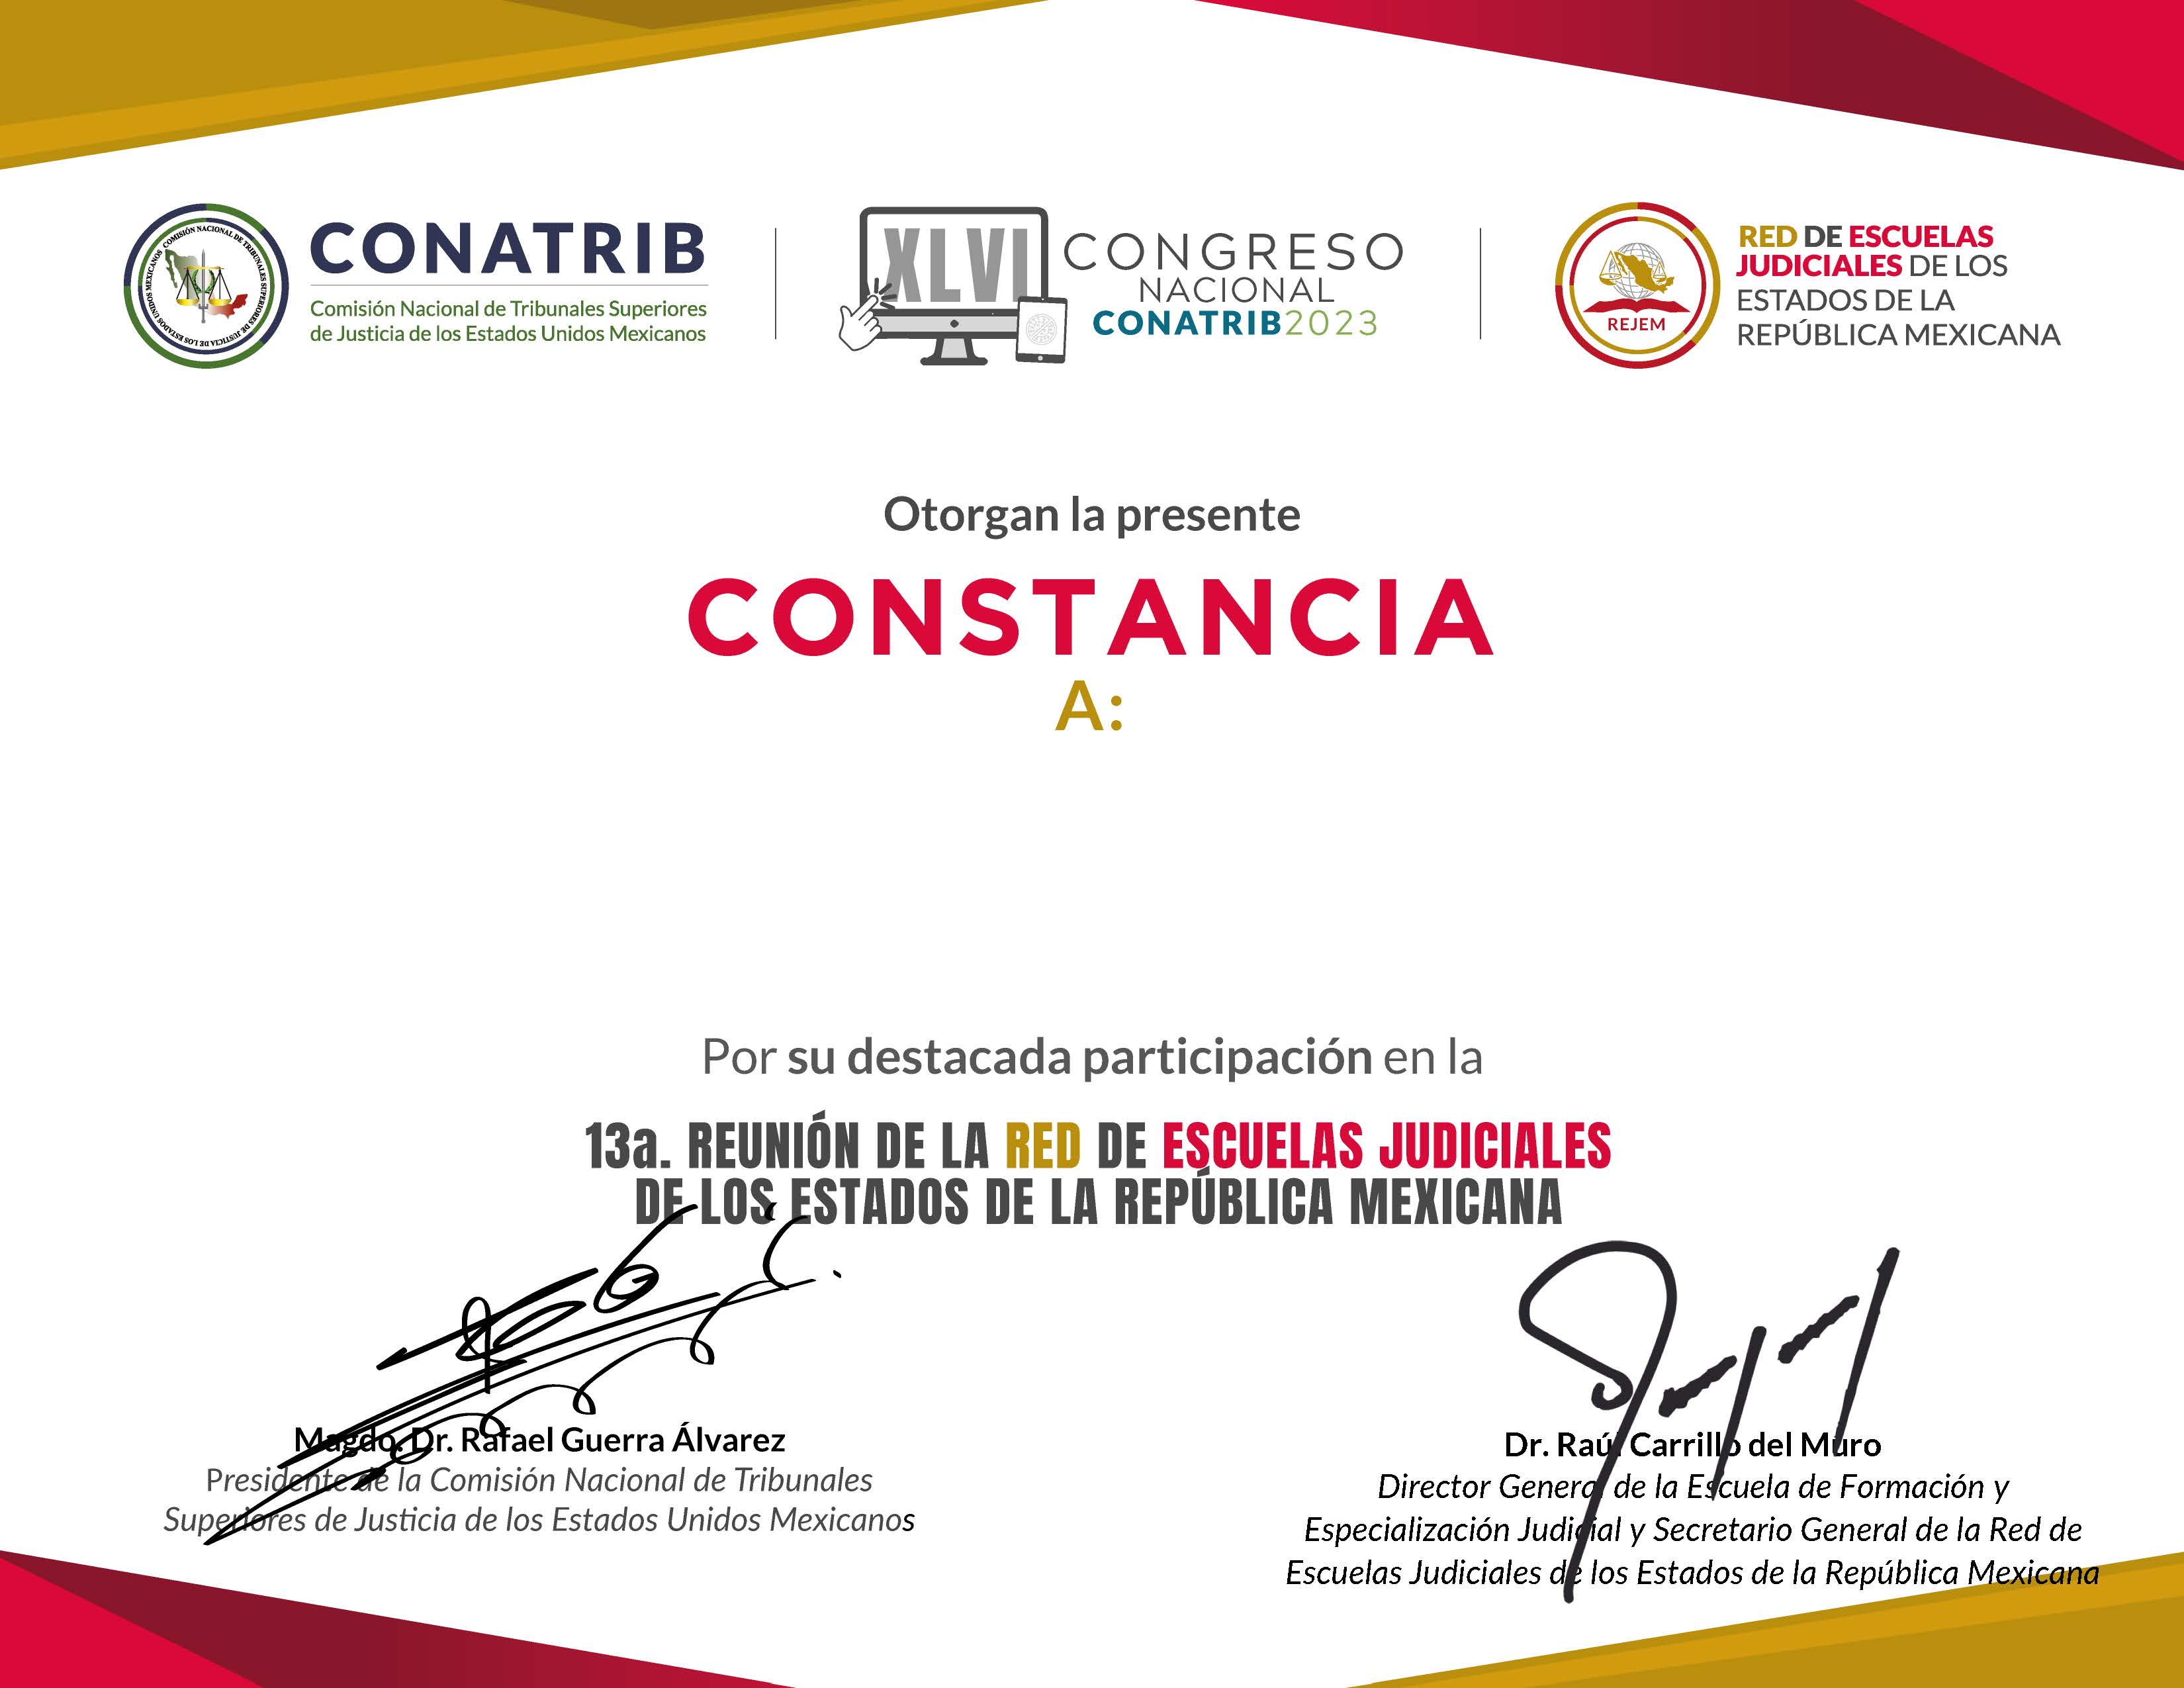 COMISIÓN NACIONAL DE TRIBUNALES SUPERIORES DE JUSTICIA DE LOS ESTADOS UNIDOS MEXICANOS
CONATRIB
Comisión Nacional de Tribunales Superiores
de Justicia de los Estados Unidos Mexicanos
XLVI
CONGRESO
NACIONAL
CONATRIB2023
REJEM
RED DE ESCUELAS
JUDICIALES DE LOS
ESTADOS DE LA
REPÚBLICA MEXICANA
Otorgan la presente
CONSTANCIA
A:
Por su destacada participación en la
13a. REUNIÓN DE LA RED DE ESCUELAS JUDICIALES
DE LOS ESTADOS DE LA REPÚBLICA MEXICANA
Magdo. Dr. Rafael Guerra Álvarez
Presidente de la Comisión Nacional de Tribunales
Superiores de Justicia de los Estados Unidos Mexicanos
Dr. Raúl Carrillo del Muro
Director General de la Escuela de Formación y
Especialización Judicial y Secretario General de la Red de
Escuelas Judiciales de los Estados de la República Mexicana